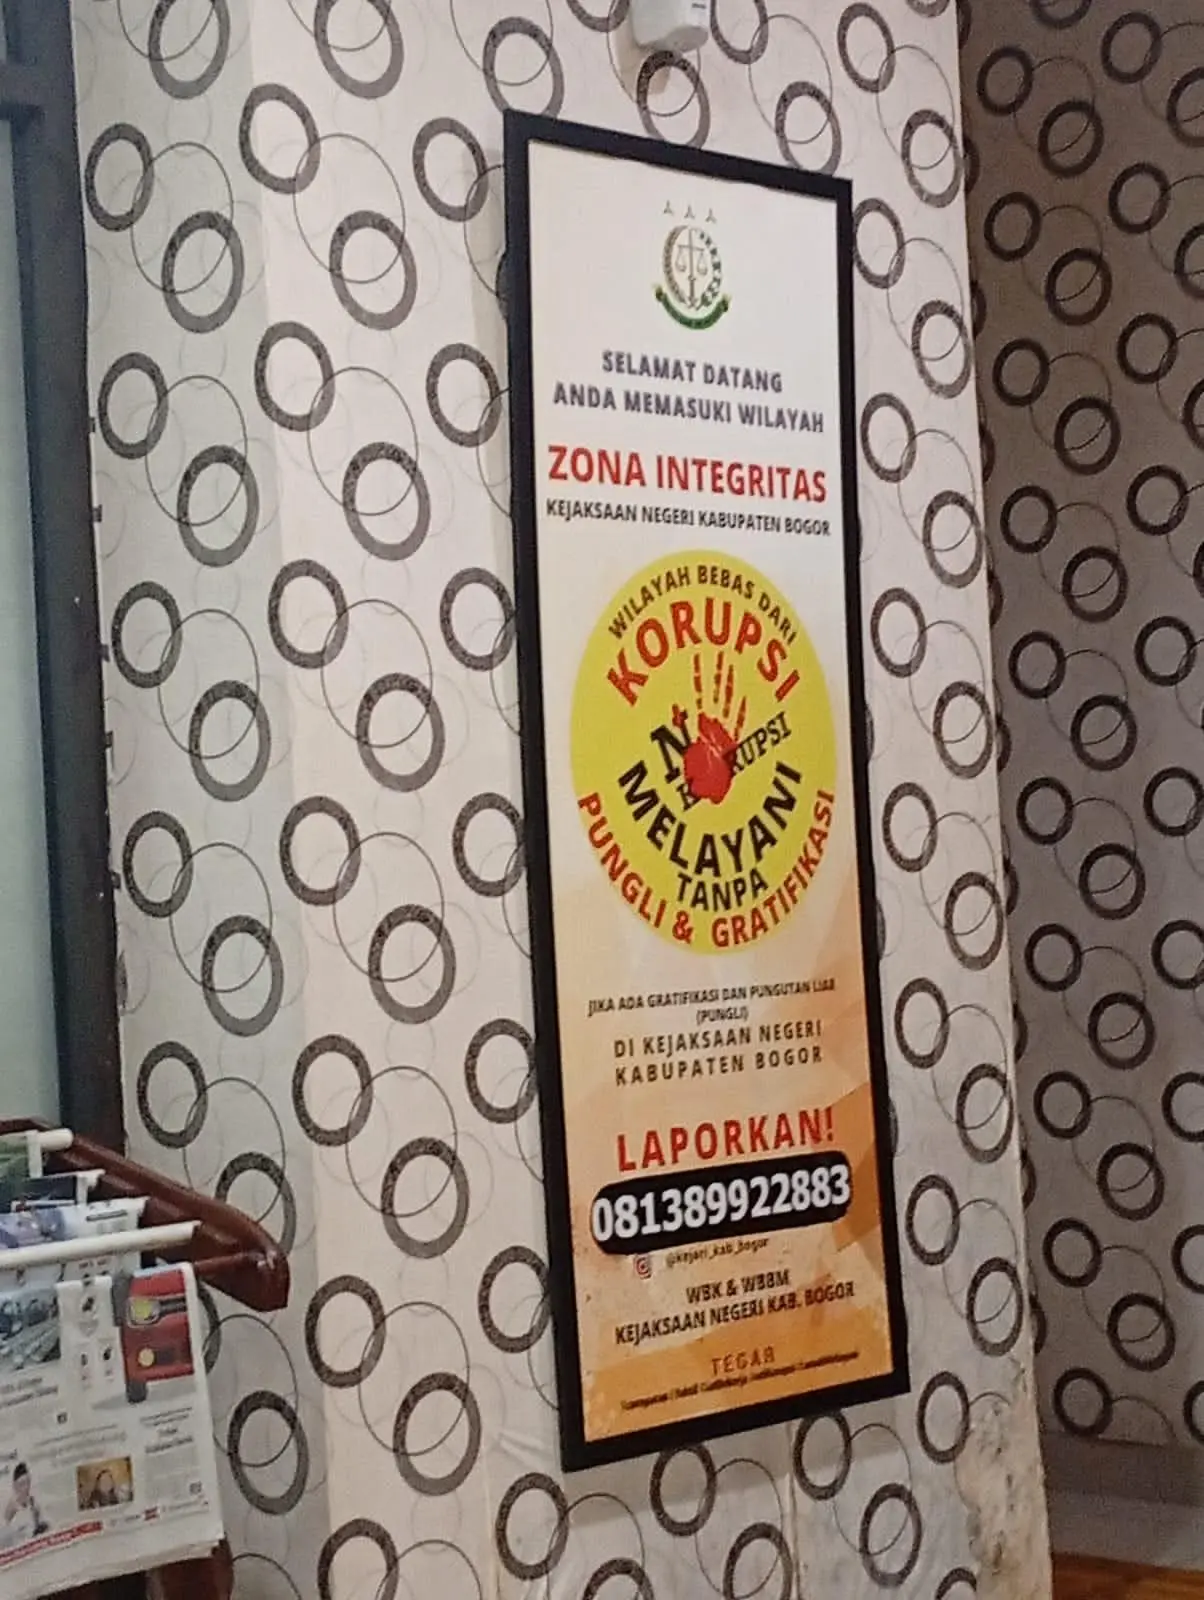 SELAMAT DATANG
ANDA MEMASUKI WILAYAH
ZONA INTEGRITAS
KEJAKSAAN NEGERI KABUPATEN BOGOR
WILAYAH BEBAS DARI
KORUPSI
MELAYANI
TANPA
PUNGLI & GRATIFIKASI
JIKA ADA GRATIFIKASI DAN PUNGUTAN LIAR
(PUNGLI)
DI KEJAKSAAN NEGERI
KABUPATEN BOGOR
LAPORKAN!
081389922883
@kejari_kab_bogor
WBK & WBBM
KEJAKSAAN NEGERI KAB. BOGOR
TEGAR